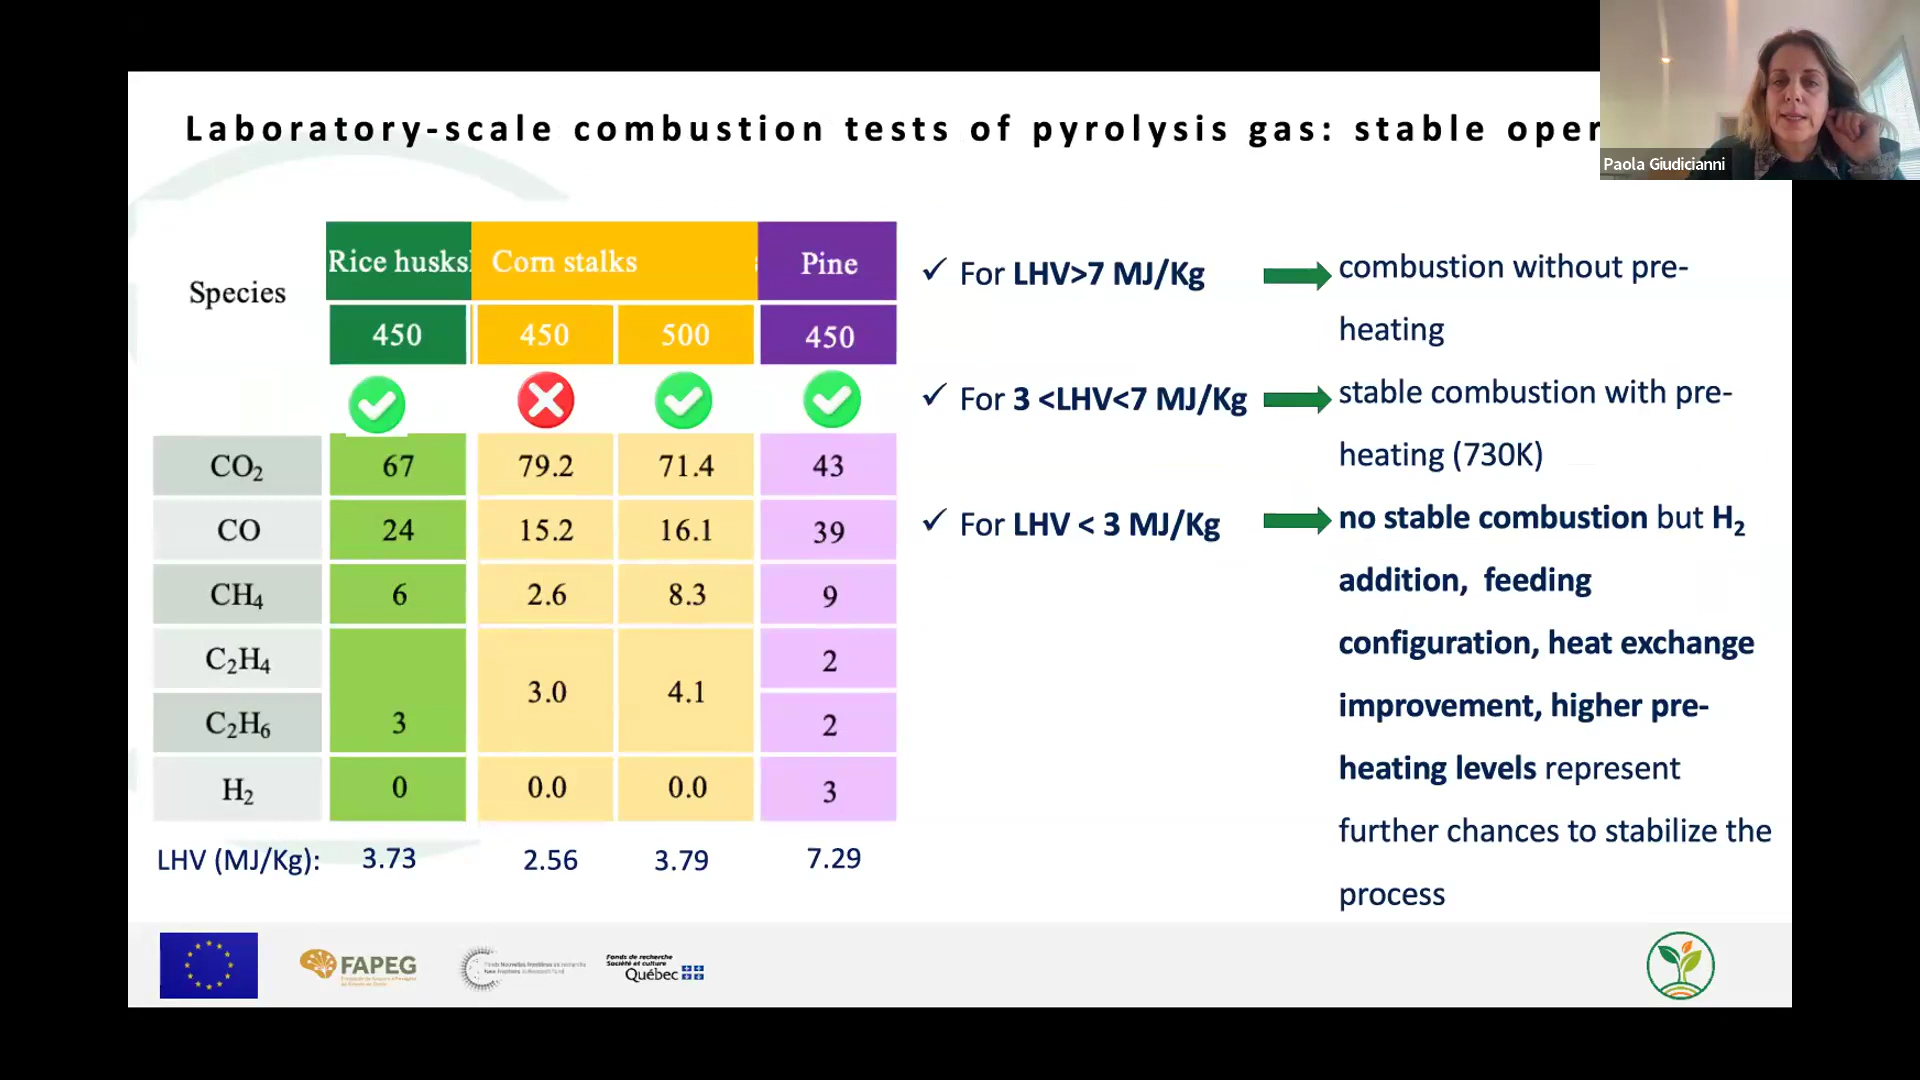 Laboratory-scale combustion tests of pyrolysis gas: stable oper
Paola Giudicianni
Species
Rice husks
Corn stalks
Pine
450
450
500
450
CO₂
67
79.2
71.4
43
CO
24
15.2
16.1
39
CH₄
6
2.6
8.3
9
C₂H₄
3.0
4.1
2
C₂H₆
3
2
H₂
0
0.0
0.0
3
LHV (MJ/Kg):
3.73
2.56
3.79
7.29
✓ For LHV>7 MJ/Kg
combustion without pre-
heating
✓ For 3 <LHV<7 MJ/Kg
stable combustion with pre-
heating (730K)
✓ For LHV < 3 MJ/Kg
no stable combustion but H₂
addition, feeding
configuration, heat exchange
improvement, higher pre-
heating levels represent
further chances to stabilize the
process
FAPEG
Fonds de recherche
Société et culture
Québec